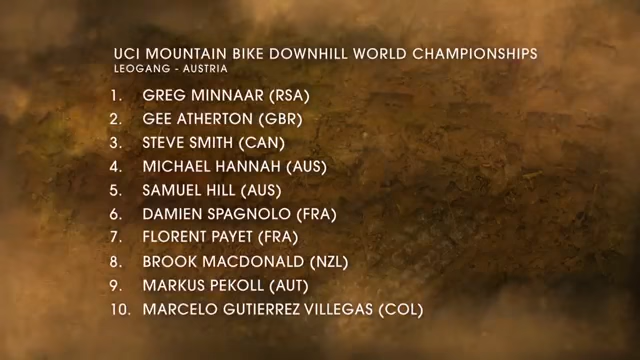 UCI MOUNTAIN BIKE DOWNHILL WORLD CHAMPIONSHIPS
LEOGANG - AUSTRIA
1. GREG MINNAAR (RSA)
2. GEE ATHERTON (GBR)
3. STEVE SMITH (CAN)
4. MICHAEL HANNAH (AUS)
5. SAMUEL HILL (AUS)
6. DAMIEN SPAGNOLO (FRA)
7. FLORENT PAYET (FRA)
8. BROOK MACDONALD (NZL)
9. MARKUS PEKOLL (AUT)
10. MARCELO GUTIERREZ VILLEGAS (COL)